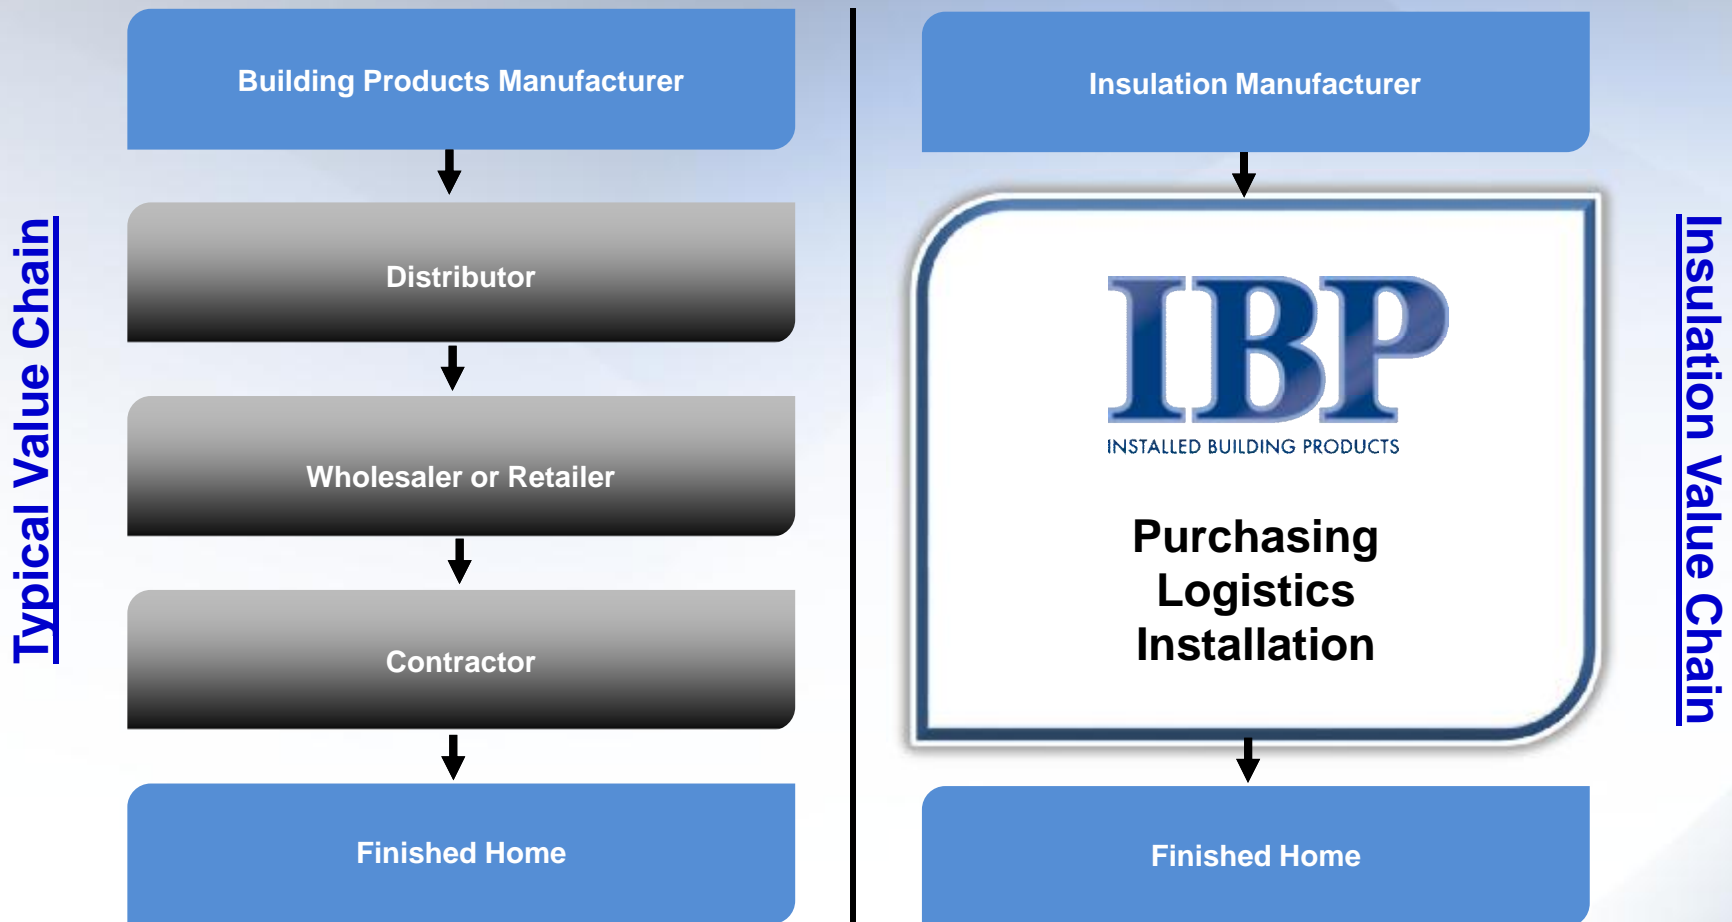 Typical Value Chain
Building Products Manufacturer
Distributor
Wholesaler or Retailer
Contractor
Finished Home
Insulation Manufacturer
IBP
INSTALLED BUILDING PRODUCTS
Purchasing
Logistics
Installation
Finished Home
Insulation Value Chain